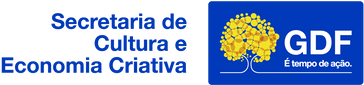 Secretaria de
Cultura e
Economia Criativa
GDF
É tempo de ação.